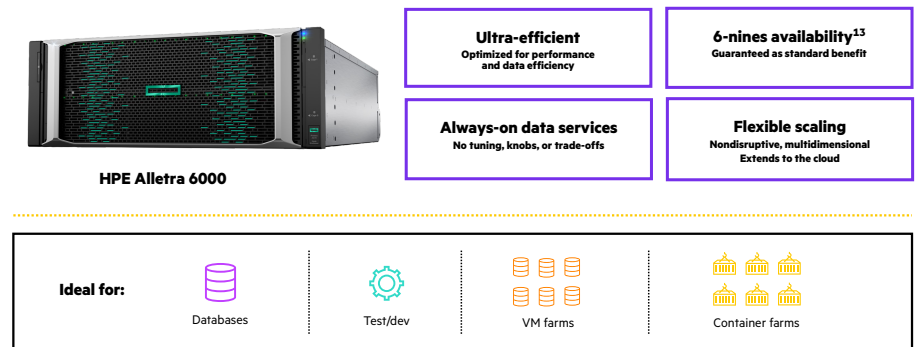 HPE Alletra 6000
Ultra-efficient
Optimized for performance
and data efficiency
6-nines availability¹³
Guaranteed as standard benefit
Always-on data services
No tuning, knobs, or trade-offs
Flexible scaling
Nondisruptive, multidimensional
Extends to the cloud
Ideal for:
Databases
Test/dev
VM farms
Container farms